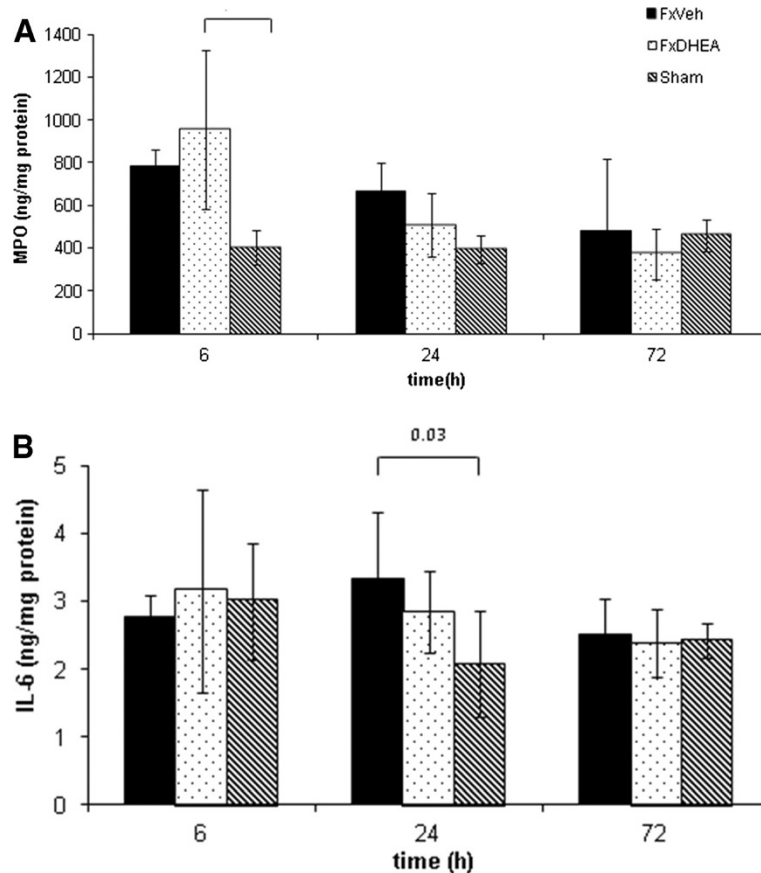 A
FxVeh
FxDHEA
Sham
1400
1200
1000
800
600
400
200
0
MPO (ng/mg protein)
6 24 72
time(h)
B
0.03
5
4
3
2
1
0
IL-6 (ng/mg protein)
6 24 72
time (h)